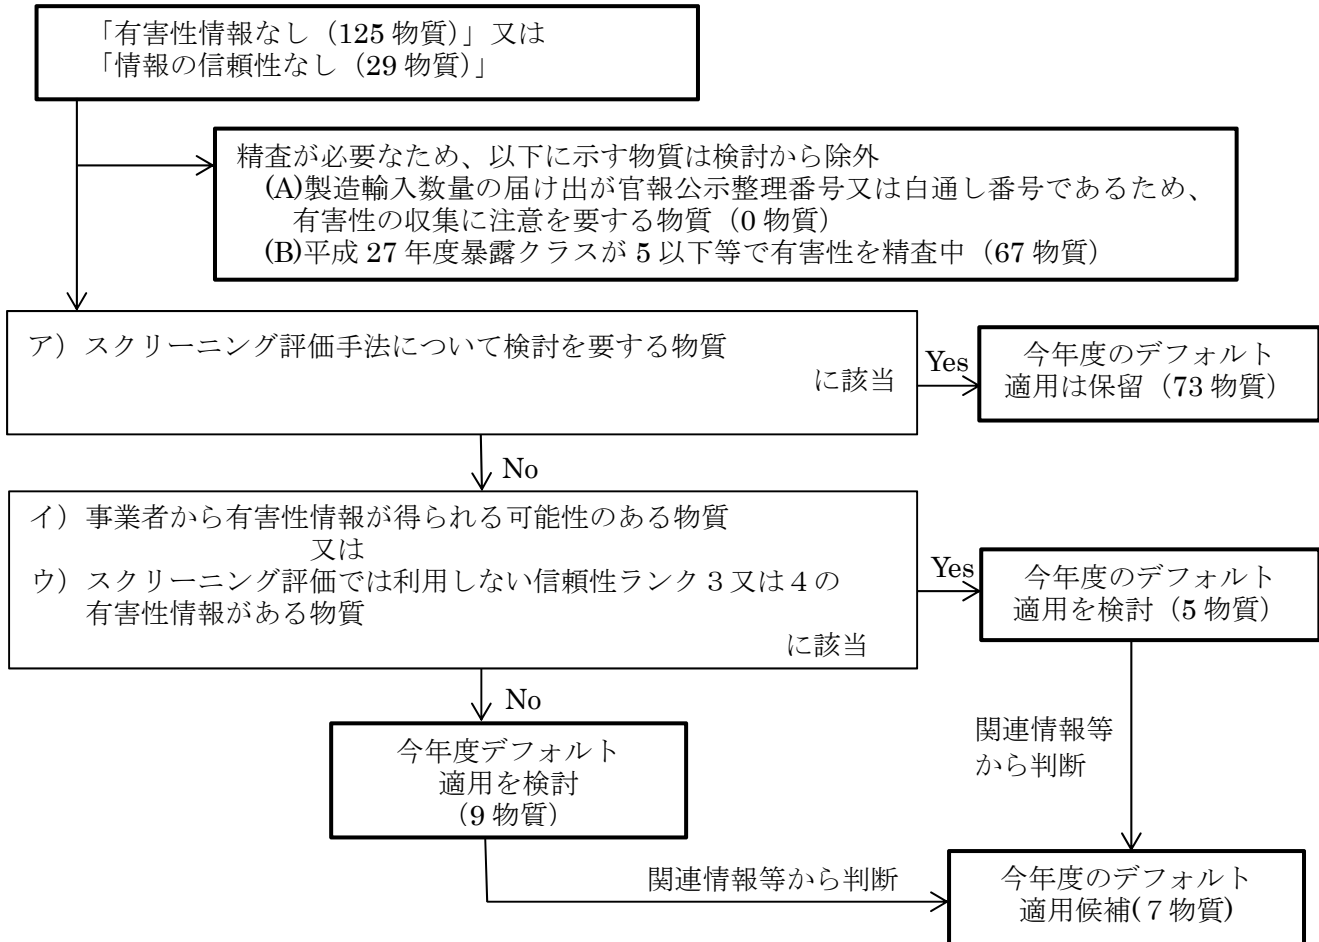 「有害性情報なし（125 物質）」又は
「情報の信頼性なし（29 物質）」
精査が必要なため、以下に示す物質は検討から除外
(A)製造輸入数量の届け出が官報公示整理番号又は白通し番号であるため、
有害性の収集に注意を要する物質（0 物質）
(B)平成 27 年度暴露クラスが 5 以下等で有害性を精査中（67 物質）
ア）スクリーニング評価手法について検討を要する物質
に該当
Yes
今年度のデフォルト
適用は保留（73 物質）
No
イ）事業者から有害性情報が得られる可能性のある物質
又は
ウ）スクリーニング評価では利用しない信頼性ランク３又は４の
有害性情報がある物質
に該当
Yes
今年度のデフォルト
適用を検討（5 物質）
No
今年度デフォルト
適用を検討
（9 物質）
関連情報等
から判断
関連情報等から判断
今年度のデフォルト
適用候補(７物質)